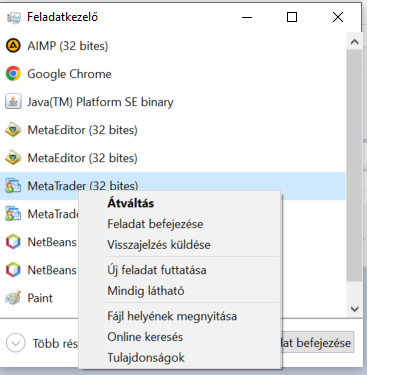 Feladatkezelő
AIMP (32 bites)
Google Chrome
Java(TM) Platform SE binary
MetaEditor (32 bites)
MetaEditor (32 bites)
MetaTrader (32 bites)
MetaTrade
NetBeans
NetBeans
Paint
Átváltás
Feladat befejezése
Visszajelzés küldése
Új feladat futtatása
Mindig látható
Fájl helyének megnyitása
Online keresés
Tulajdonságok
Több rés
at befejezése